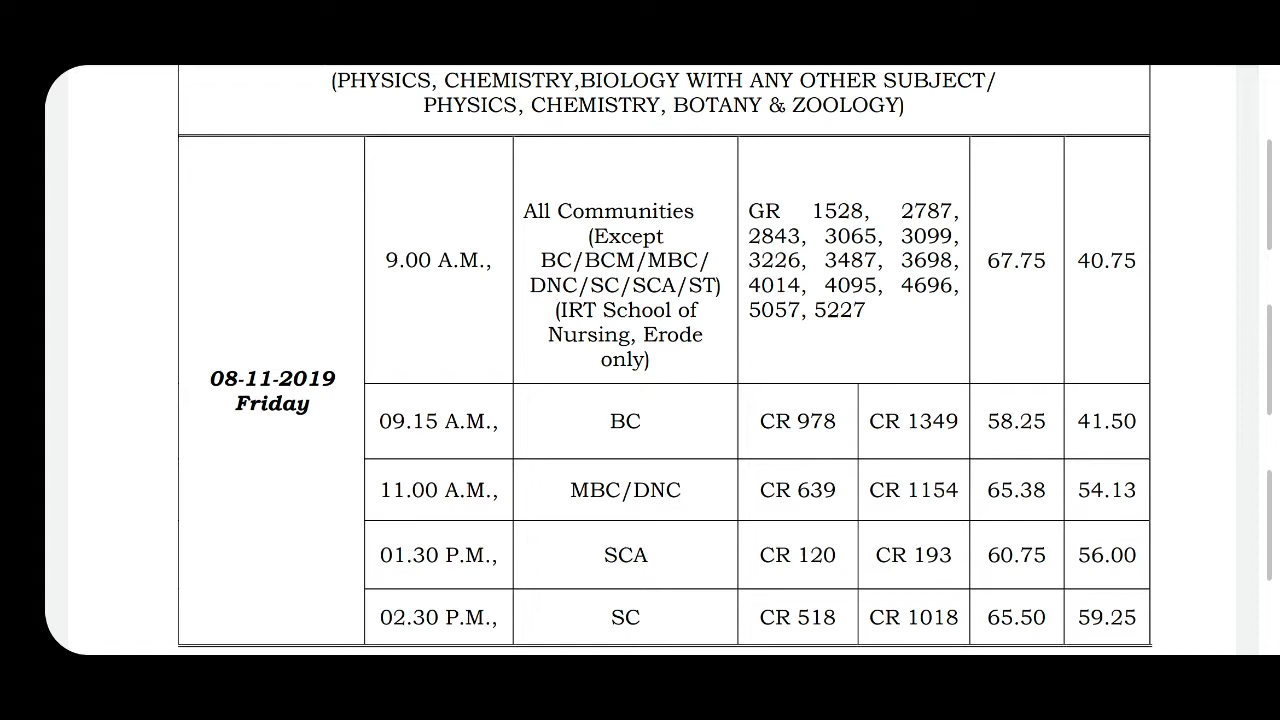 (PHYSICS, CHEMISTRY,BIOLOGY WITH ANY OTHER SUBJECT/
PHYSICS, CHEMISTRY, BOTANY & ZOOLOGY)
08-11-2019
Friday
9.00 A.M.,
All Communities
(Except
BC/BCM/MBC/
DNC/SC/SCA/ST)
(IRT School of
Nursing, Erode
only)
GR 1528, 2787,
2843, 3065, 3099,
3226, 3487, 3698,
4014, 4095, 4696,
5057, 5227
67.75 40.75
09.15 A.M., BC CR 978 CR 1349 58.25 41.50
11.00 A.M., MBC/DNC CR 639 CR 1154 65.38 54.13
01.30 P.M., SCA CR 120 CR 193 60.75 56.00
02.30 P.M., SC CR 518 CR 1018 65.50 59.25